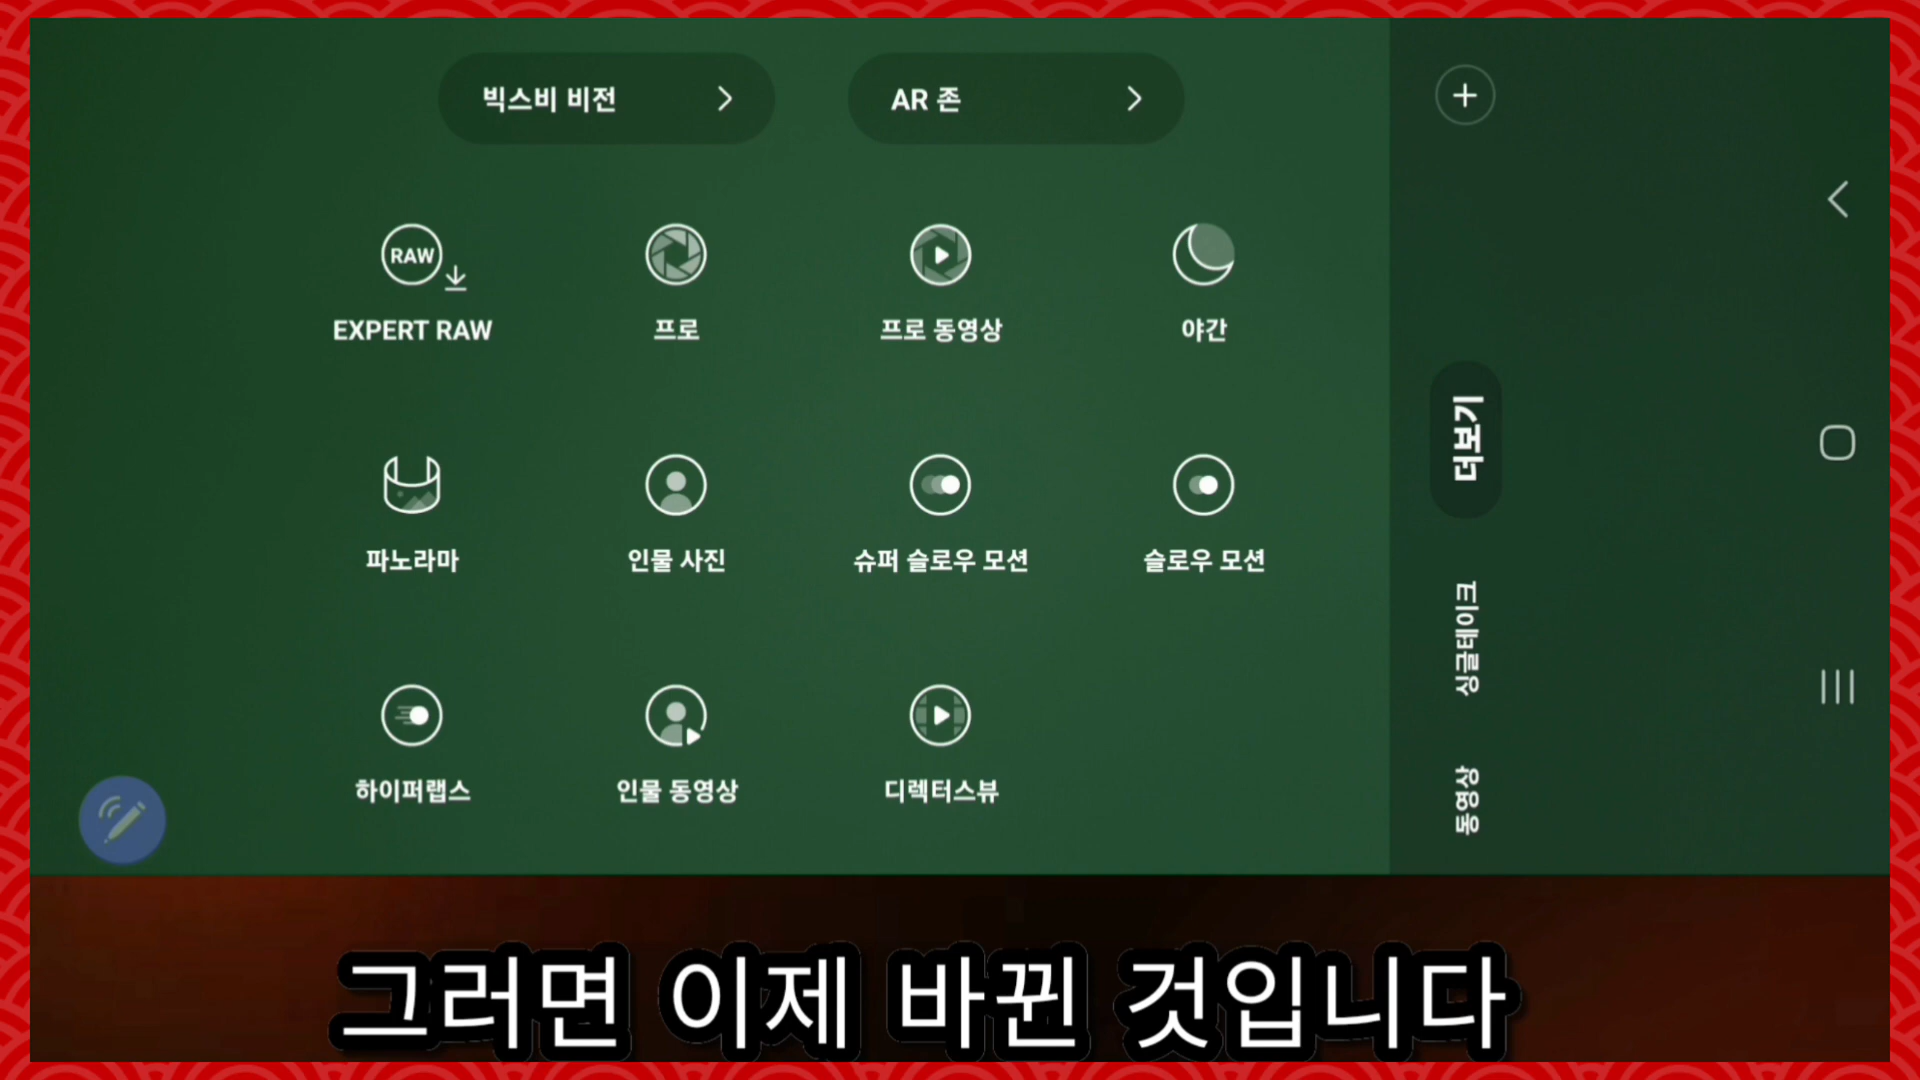 빅스비 비전
AR 존
RAW
EXPERT RAW
프로
프로 동영상
야간
파노라마
인물 사진
슈퍼 슬로우 모션
슬로우 모션
하이퍼랩스
인물 동영상
디렉터스뷰
더보기
싱글테이크
동영상
그러면 이제 바뀐 것입니다